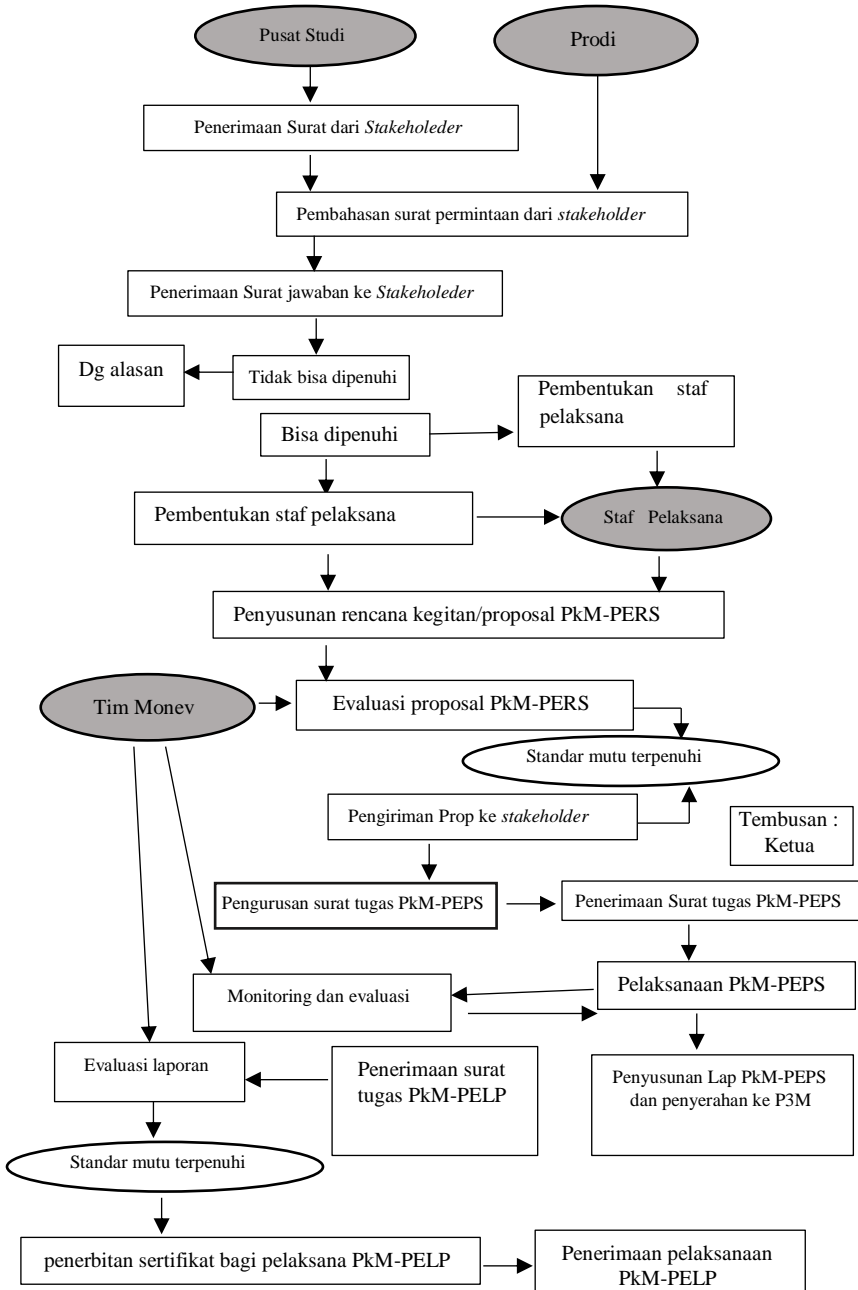 Pusat Studi
Prodi
Penerimaan Surat dari Stakeholeder
Pembahasan surat permintaan dari stakeholder
Penerimaan Surat jawaban ke Stakeholeder
Dg alasan
Tidak bisa dipenuhi
Pembentukan staf
pelaksana
Bisa dipenuhi
Pembentukan staf pelaksana
Staf Pelaksana
Penyusunan rencana kegitan/proposal PkM-PERS
Tim Monev
Evaluasi proposal PkM-PERS
Standar mutu terpenuhi
Pengiriman Prop ke stakeholder
Tembusan :
Ketua
Pengurusan surat tugas PkM-PEPS
Penerimaan Surat tugas PkM-PEPS
Monitoring dan evaluasi
Pelaksanaan PkM-PEPS
Evaluasi laporan
Penerimaan surat
tugas PkM-PELP
Penyusunan Lap PkM-PEPS
dan penyerahan ke P3M
Standar mutu terpenuhi
penerbitan sertifikat bagi pelaksana PkM-PELP
Penerimaan pelaksanaan
PkM-PELP